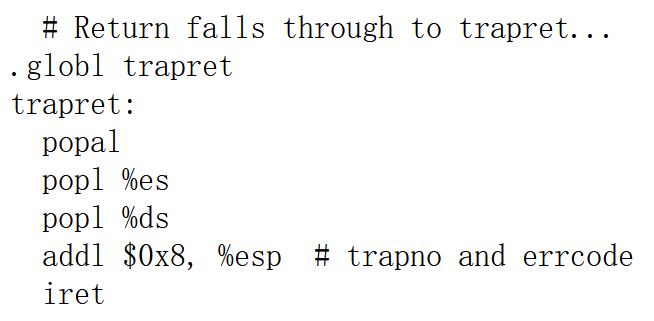 # Return falls through to trapret...
.globl trapret
trapret:
popal
popl %es
popl %ds
addl $0x8, %esp # trapno and errcode
iret